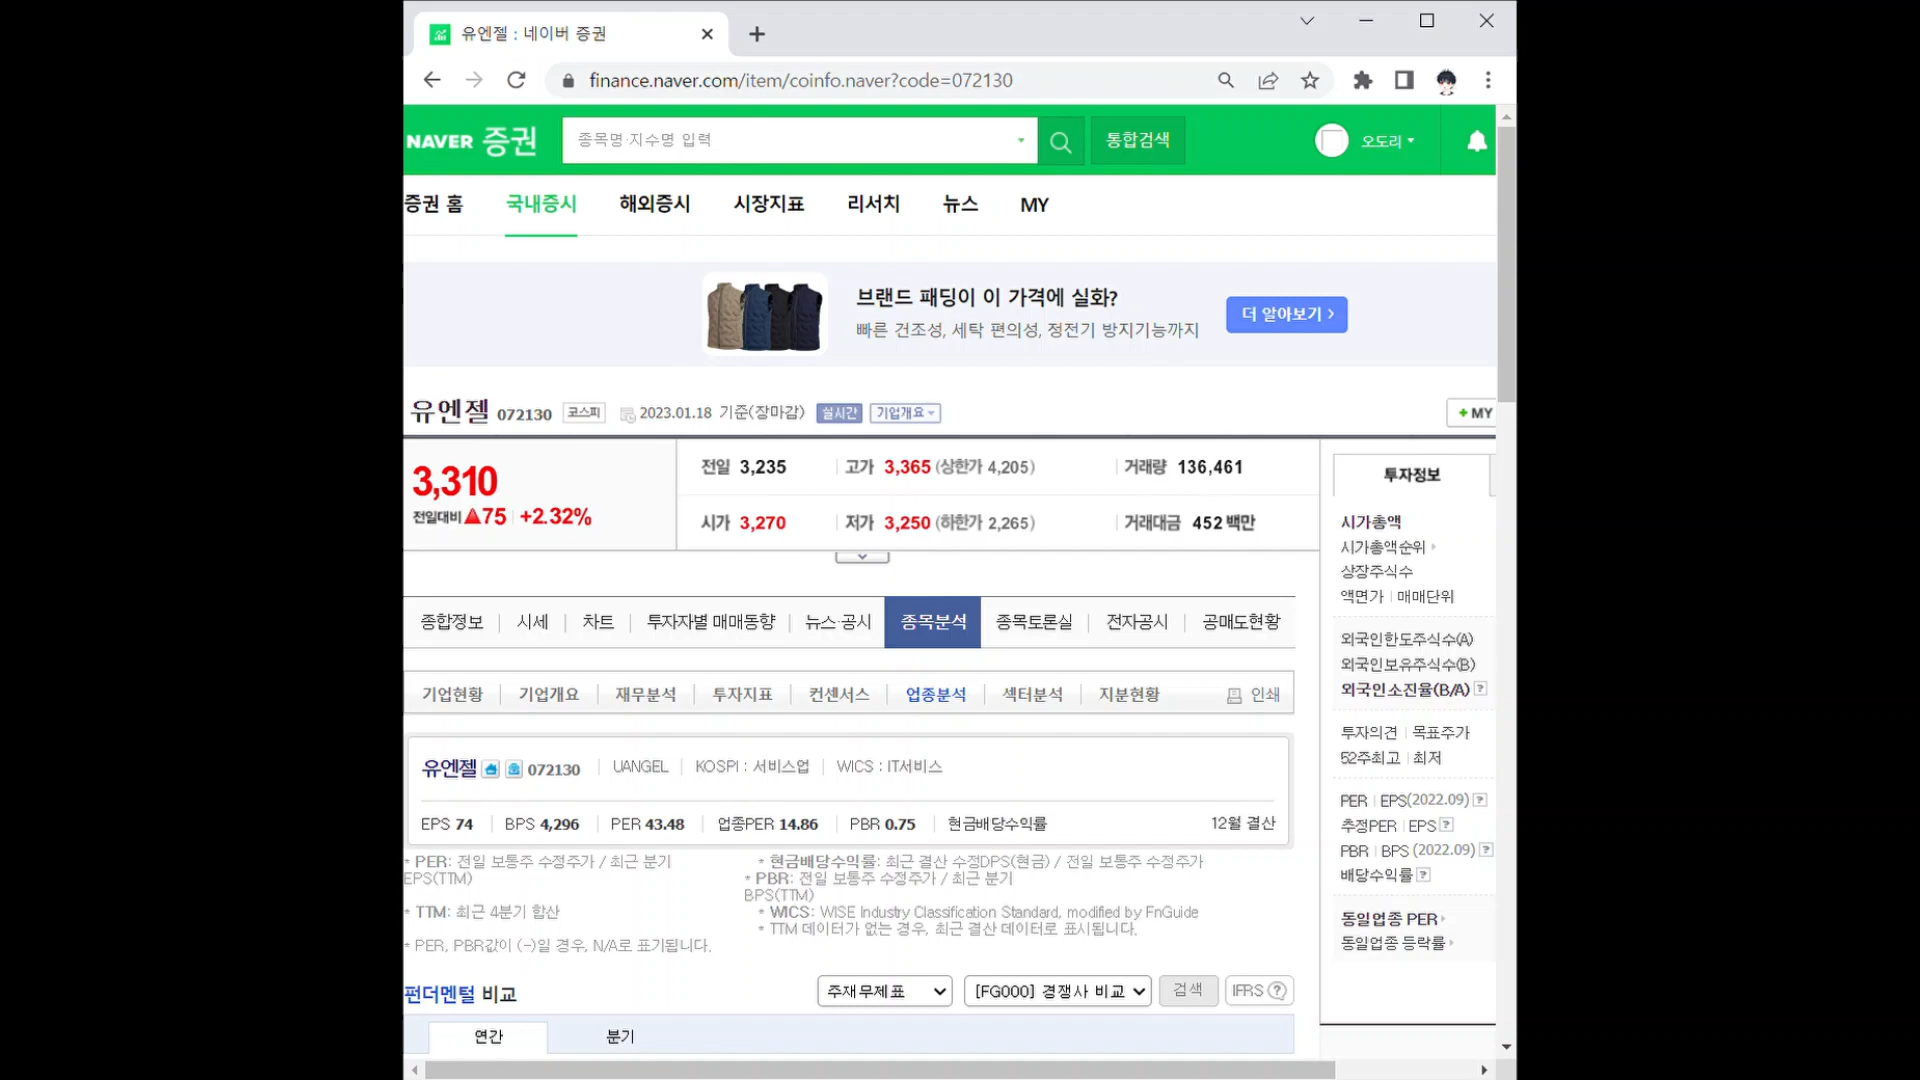 유엔젤 : 네이버 증권
finance.naver.com/item/coinfo.naver?code=072130
NAVER 증권
종목명·지수명 입력
통합검색
오도리
증권 홈 국내증시 해외증시 시장지표 리서치 뉴스 MY
브랜드 패딩이 이 가격에 실화?
빠른 건조성, 세탁 편의성, 정전기 방지기능까지
더 알아보기 >
유엔젤 072130 코스피 2023.01.18 기준(장마감) 실시간 기업개요
+ MY
3,310
전일대비 ▲75 +2.32%
전일 3,235 고가 3,365 (상한가 4,205) 거래량 136,461
시가 3,270 저가 3,250 (하한가 2,265) 거래대금 452 백만
투자정보
시가총액
시가총액순위
상장주식수
액면가 매매단위
외국인한도주식수(A)
외국인보유주식수(B)
외국인소진율(B/A) ?
투자의견 목표주가
52주최고 최저
PER EPS(2022.09) ?
추정PER EPS ?
PBR BPS (2022.09) ?
배당수익률 ?
동일업종 PER
동일업종 등락률
종합정보 시세 차트 투자자별 매매동향 뉴스·공시 종목분석 종목토론실 전자공시 공매도현황
기업현황 기업개요 재무분석 투자지표 컨센서스 업종분석 섹터분석 지분현황 인쇄
유엔젤 072130 UANGEL KOSPI : 서비스업 WICS : IT서비스
EPS 74 BPS 4,296 PER 43.48 업종PER 14.86 PBR 0.75 현금배당수익률 12월 결산
* PER: 전일 보통주 수정주가 / 최근 분기
EPS(TTM)
* TTM: 최근 4분기 합산
* PER, PBR값이 (-)일 경우, N/A로 표기됩니다.
* 현금배당수익률: 최근 결산 수정DPS(현금) / 전일 보통주 수정주가
* PBR: 전일 보통주 수정주가 / 최근 분기
BPS(TTM)
* WICS: WISE Industry Classification Standard, modified by FnGuide
* TTM 데이터가 없는 경우, 최근 결산 데이터로 표시됩니다.
펀더멘털 비교
주재무제표 [FG000] 경쟁사 비교 검색 IFRS ?
연간 분기